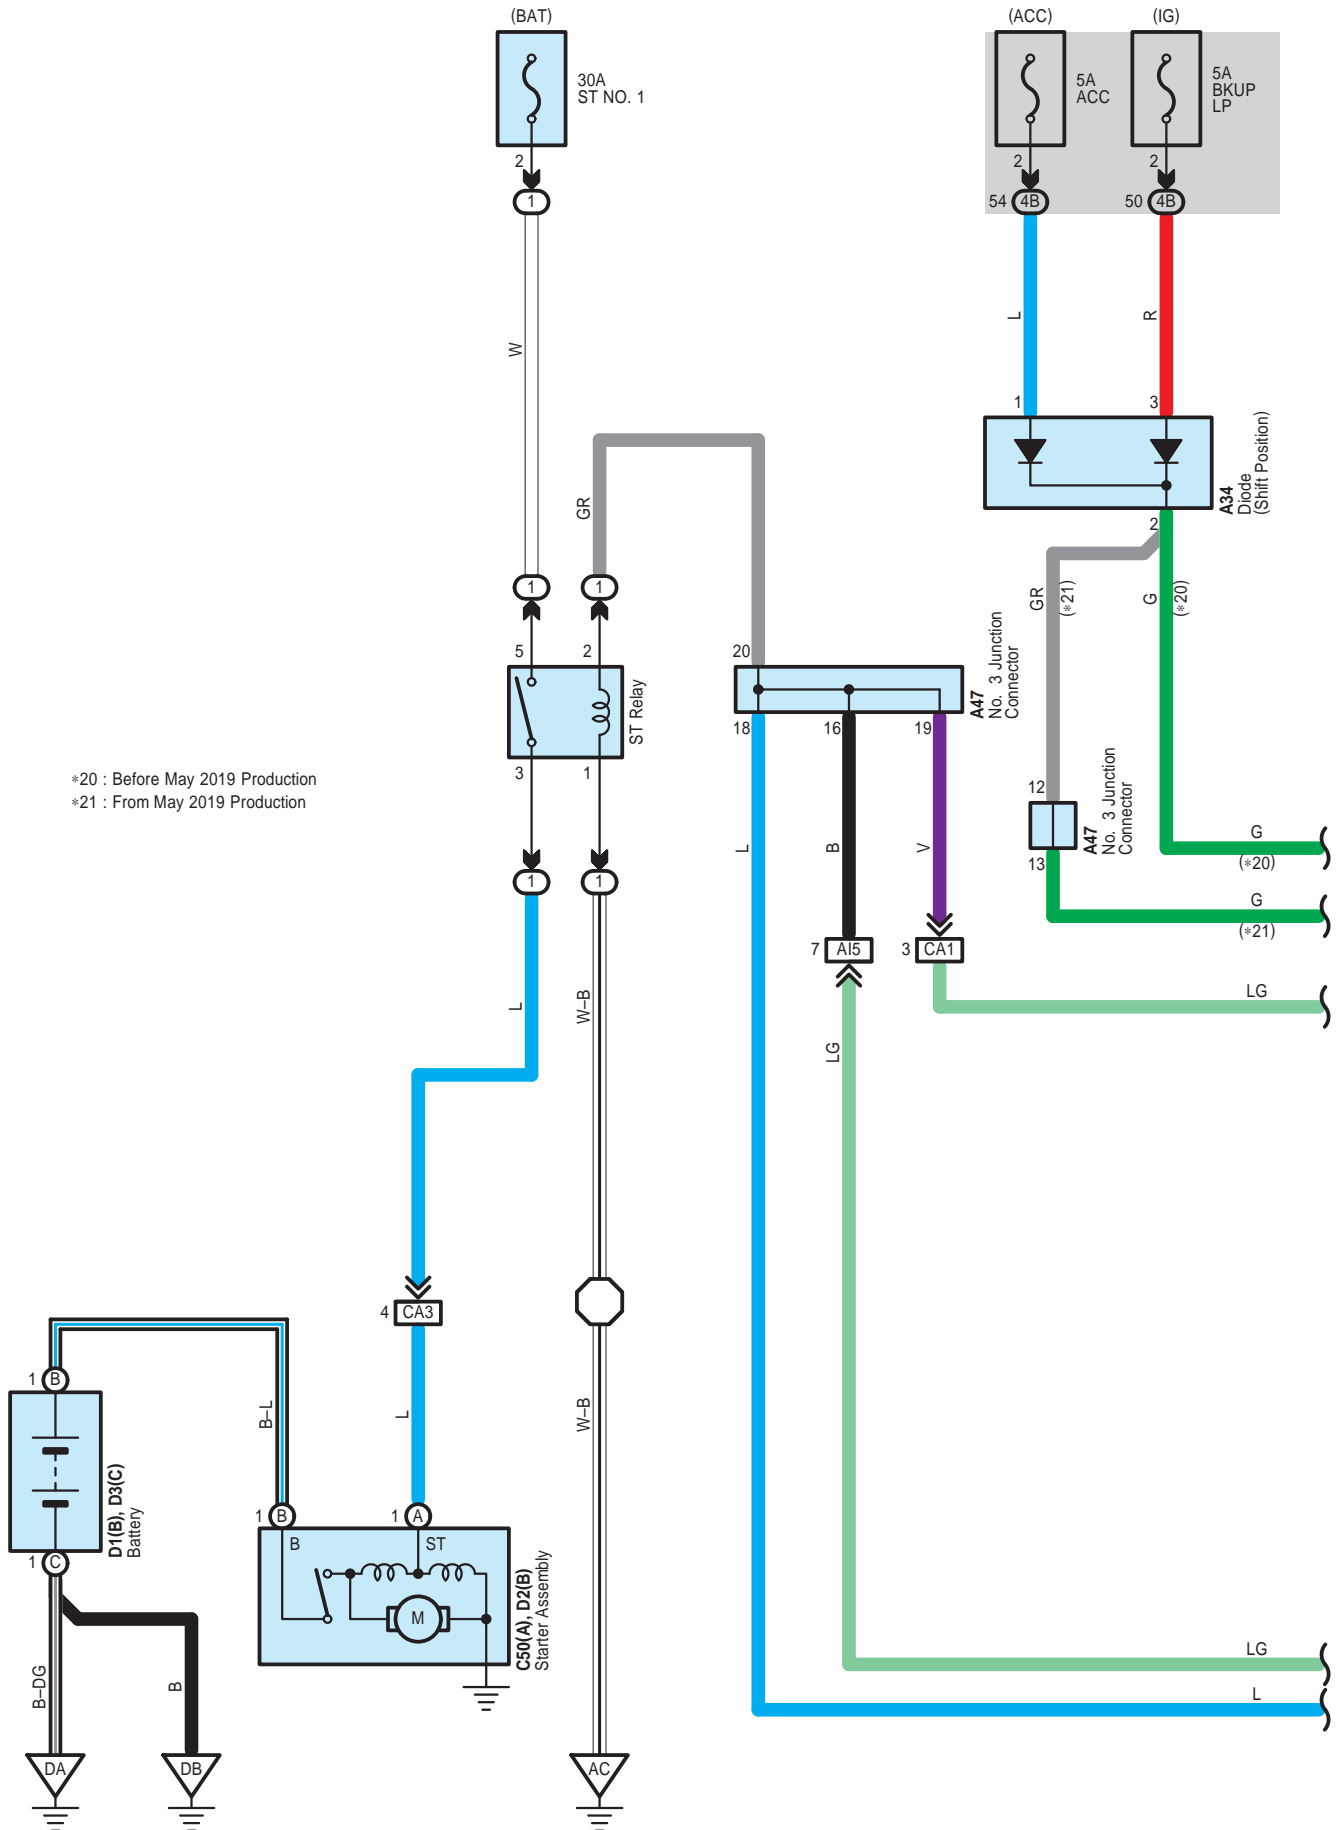 (BAT)
(ACC)
(IG)
30A
ST NO. 1
5A
ACC
5A
BKUP
LP
2
2
2
1
54
4B
50
4B
W
L
R
1
3
A34
Diode
(Shift Position)
2
GR
GR
(*21)
G
(*20)
1
1
5
2
ST Relay
3
1
20
A47
No. 3 Junction
Connector
18
16
19
*20 : Before May 2019 Production
*21 : From May 2019 Production
12
A47
No. 3 Junction
Connector
13
G
(*20)
G
(*21)
L
B
V
1
1
7
AI5
3
CA1
LG
L
W–B
LG
4
CA3
1
B
B–L
L
W–B
D1(B), D3(C)
Battery
1
B
1
A
B
ST
M
C50(A), D2(B)
Starter Assembly
1
C
B–DG
B
LG
L
DA
DB
AC